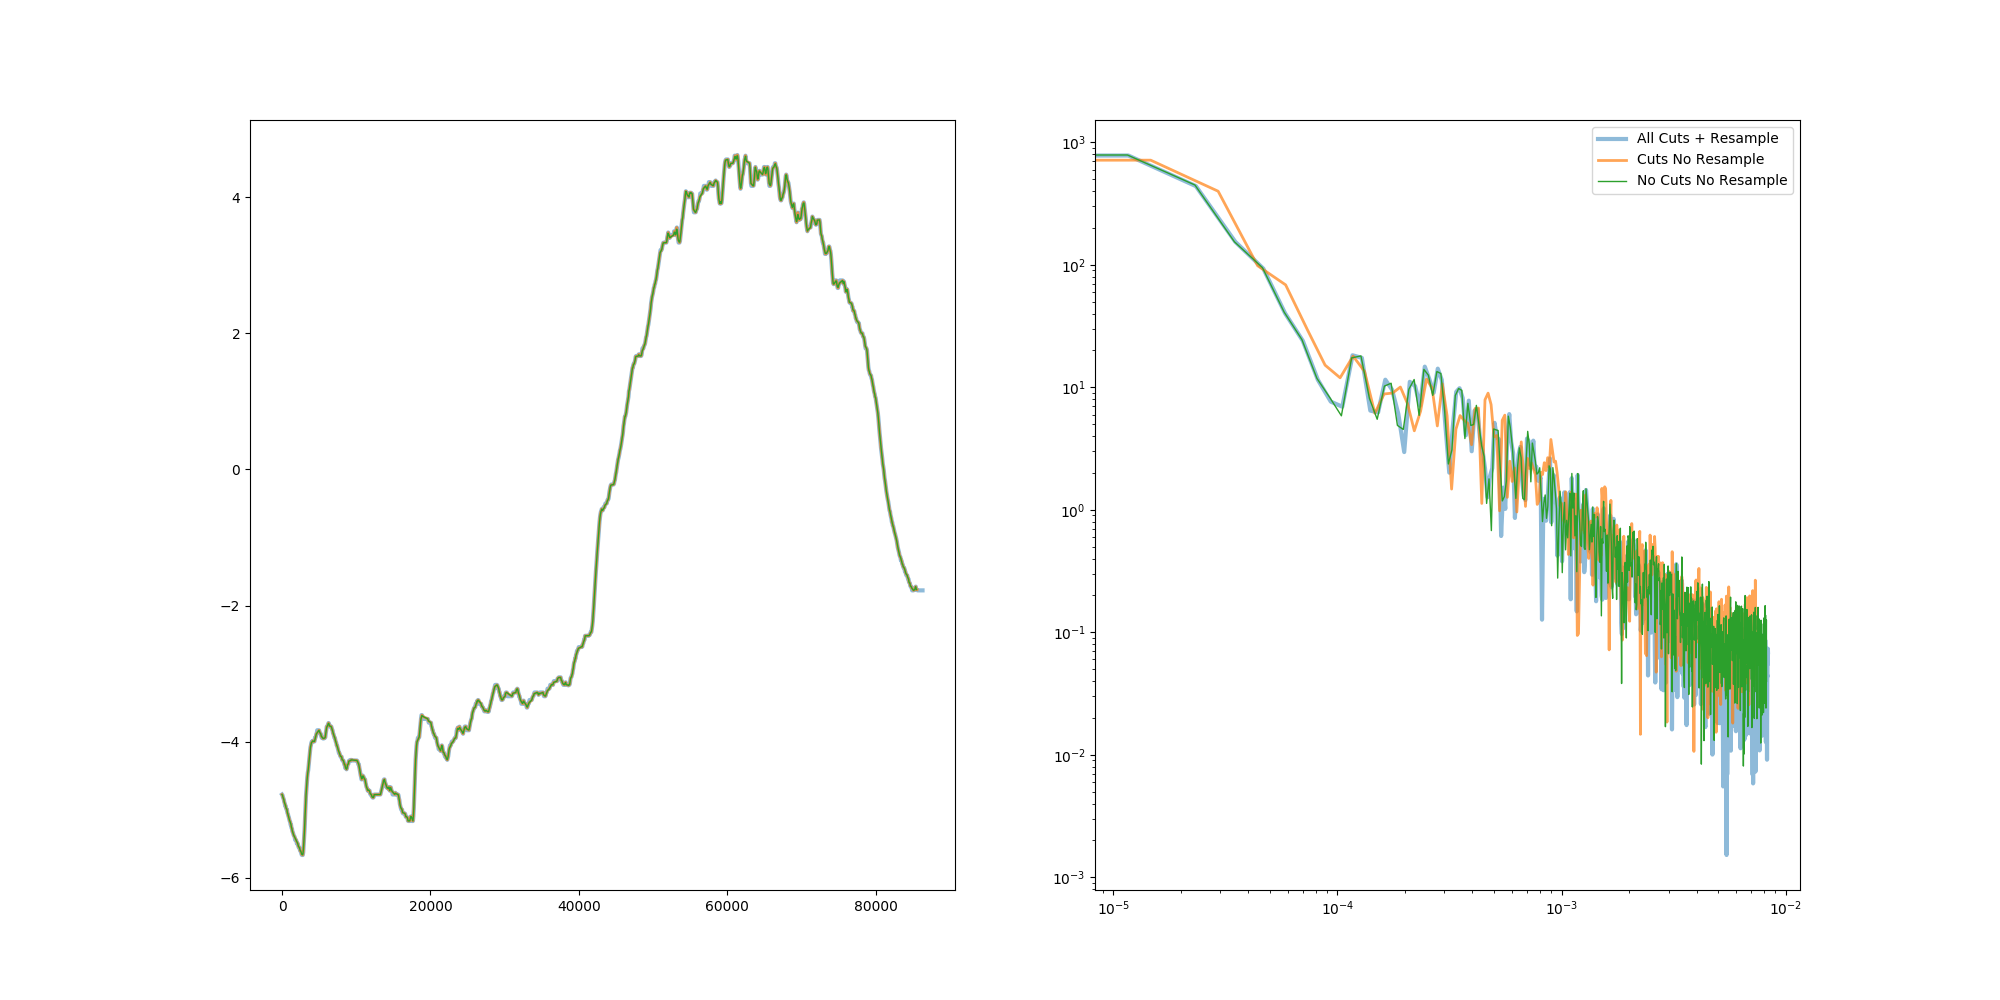 4
2
0
−2
−4
−6
0 20000 40000 60000 80000
10³
10²
10¹
10⁰
10⁻¹
10⁻²
10⁻³
10⁻⁵ 10⁻⁴ 10⁻³ 10⁻²
All Cuts + Resample
Cuts No Resample
No Cuts No Resample